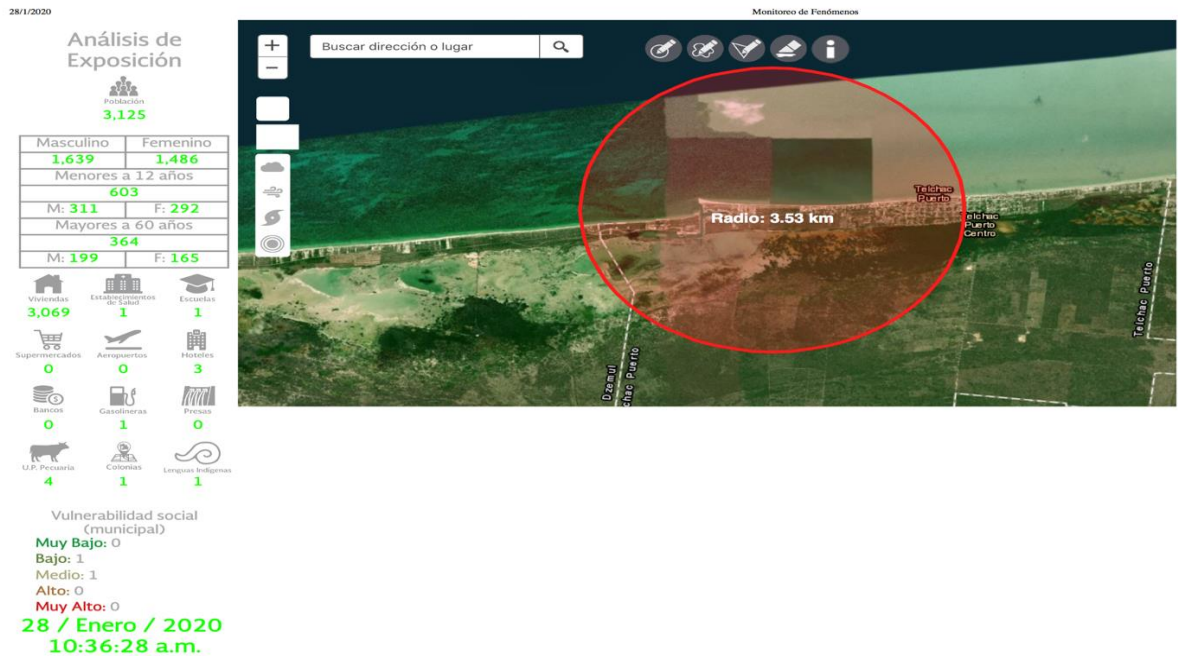 28/1/2020
Monitoreo de Fenómenos
Análisis de
Exposición
Población
3,125
Masculino Femenino
1,639 1,486
Menores a 12 años
603
M: 311 F: 292
Mayores a 60 años
364
M: 199 F: 165
Viviendas Establecimientos de Salud Escuelas
3,069 1 1
Supermercados Aeropuertos Hoteles
0 0 3
Bancos Gasolineras Presas
0 1 0
U.P. Pecuaria Colonias Lenguas Indígenas
4 1 1
Vulnerabilidad social
(municipal)
Muy Bajo: 0
Bajo: 1
Medio: 1
Alto: 0
Muy Alto: 0
28 / Enero / 2020
10:36:28 a.m.
+
Buscar dirección o lugar
−
i
Telchac
Puerto
Radio: 3.53 km
elchac
Puerto
Centro
Telchac Puerto
Dzemul
chac Puerto